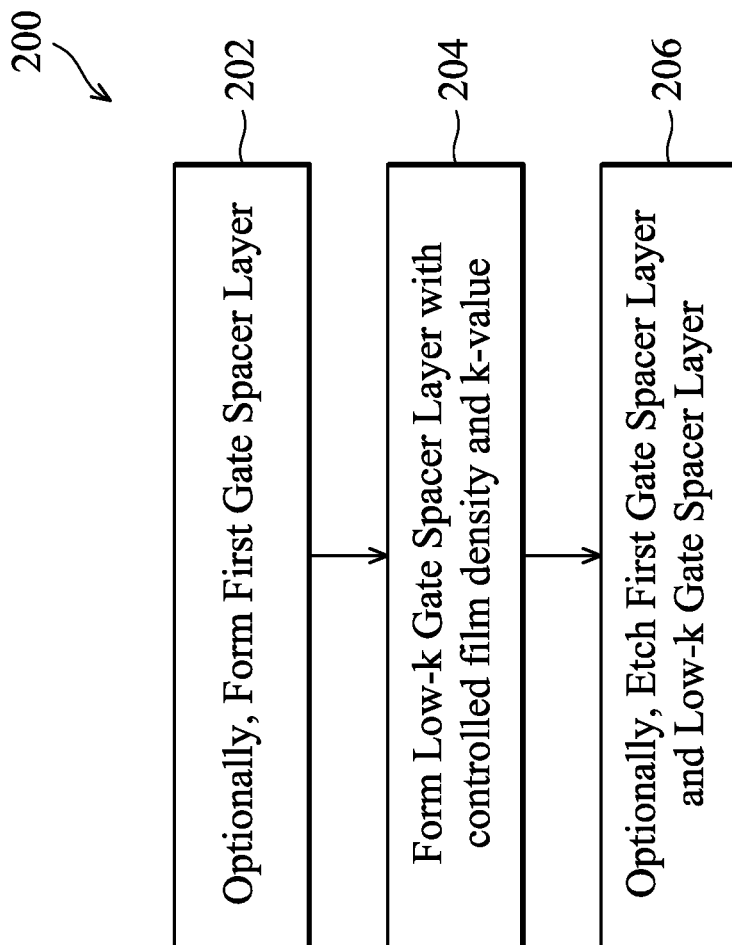 200
Optionally, Form First Gate Spacer Layer
202
Form Low-k Gate Spacer Layer with
controlled film density and k-value
204
Optionally, Etch First Gate Spacer Layer
and Low-k Gate Spacer Layer
206